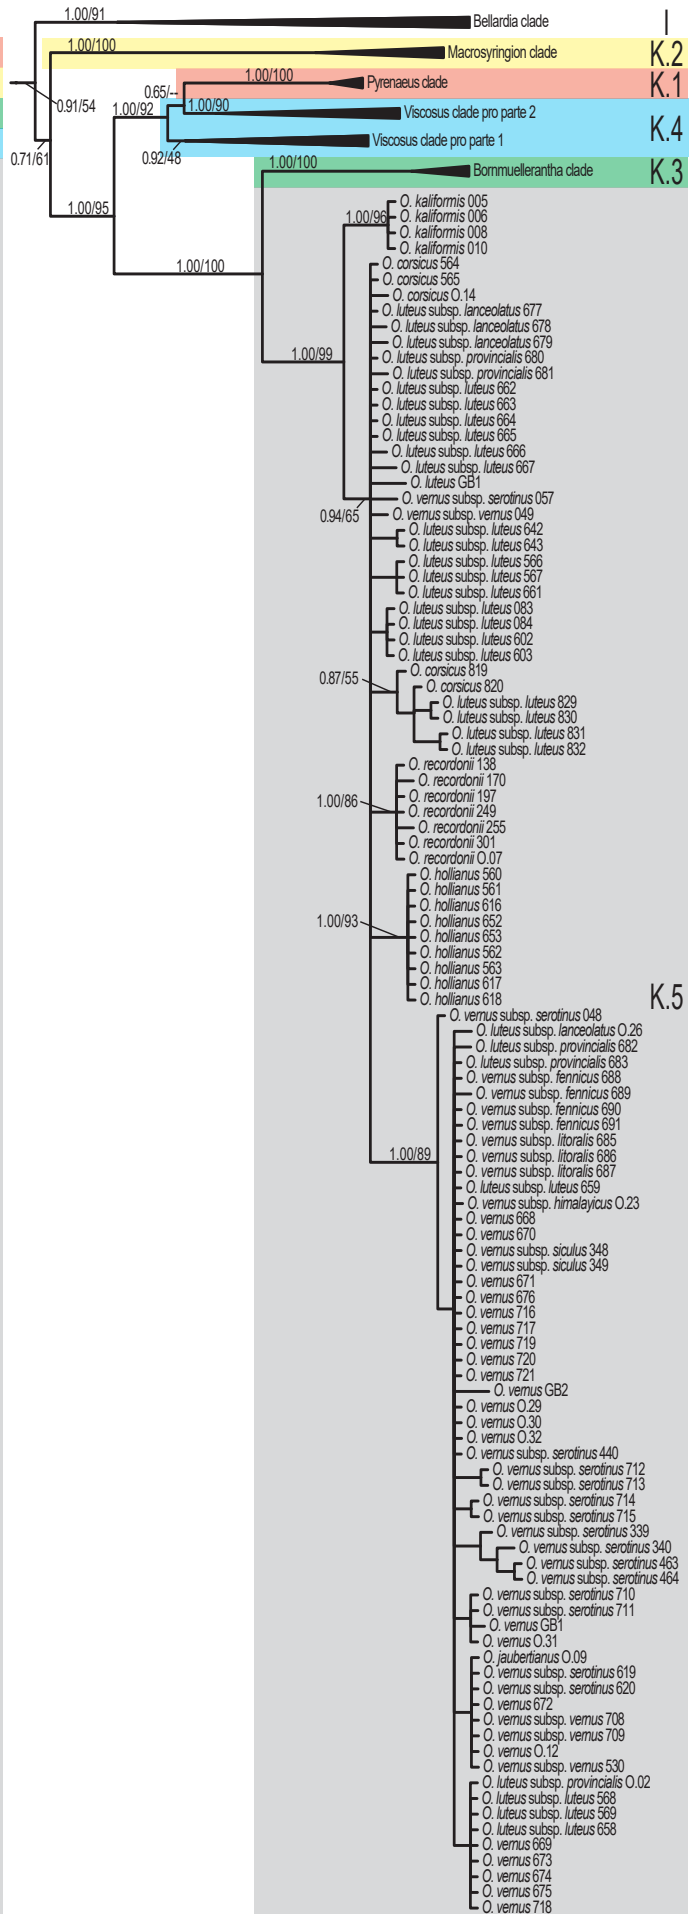 1.00/91
Bellardia clade
I
1.00/100
Macrosyringion clade
K.2
0.91/54
0.65/--
1.00/100
Pyrenaeus clade
K.1
1.00/92
1.00/90
Viscosus clade pro parte 2
K.4
0.71/61
0.92/48
Viscosus clade pro parte 1
1.00/100
Bornmuellerantha clade
K.3
1.00/95
1.00/100
1.00/96
O. kaliformis 005
O. kaliformis 006
O. kaliformis 008
O. kaliformis 010
O. corsicus 564
O. corsicus 565
O. corsicus O.14
O. luteus subsp. lanceolatus 677
O. luteus subsp. lanceolatus 678
O. luteus subsp. lanceolatus 679
1.00/99
O. luteus subsp. provincialis 680
O. luteus subsp. provincialis 681
O. luteus subsp. luteus 662
O. luteus subsp. luteus 663
O. luteus subsp. luteus 664
O. luteus subsp. luteus 665
O. luteus subsp. luteus 666
O. luteus subsp. luteus 667
O. luteus GB1
O. vernus subsp. serotinus 057
0.94/65
O. vernus subsp. vernus 049
O. luteus subsp. luteus 642
O. luteus subsp. luteus 643
O. luteus subsp. luteus 566
O. luteus subsp. luteus 567
O. luteus subsp. luteus 661
O. luteus subsp. luteus 083
O. luteus subsp. luteus 084
O. luteus subsp. luteus 602
O. luteus subsp. luteus 603
0.87/55
O. corsicus 819
O. corsicus 820
O. luteus subsp. luteus 829
O. luteus subsp. luteus 830
O. luteus subsp. luteus 831
O. luteus subsp. luteus 832
O. recordonii 138
O. recordonii 170
1.00/86
O. recordonii 197
O. recordonii 249
O. recordonii 255
O. recordonii 301
O. recordonii O.07
O. hollianus 560
O. hollianus 561
O. hollianus 616
1.00/93
O. hollianus 652
O. hollianus 653
O. hollianus 562
O. hollianus 563
O. hollianus 617
O. hollianus 618
K.5
O. vernus subsp. serotinus 048
O. luteus subsp. lanceolatus O.26
O. luteus subsp. provincialis 682
O. luteus subsp. provincialis 683
O. vernus subsp. fennicus 688
O. vernus subsp. fennicus 689
O. vernus subsp. fennicus 690
O. vernus subsp. fennicus 691
O. vernus subsp. litoralis 685
1.00/89
O. vernus subsp. litoralis 686
O. vernus subsp. litoralis 687
O. luteus subsp. luteus 659
O. vernus subsp. himalayicus O.23
O. vernus 668
O. vernus 670
O. vernus subsp. siculus 348
O. vernus subsp. siculus 349
O. vernus 671
O. vernus 676
O. vernus 716
O. vernus 717
O. vernus 719
O. vernus 720
O. vernus 721
O. vernus GB2
O. vernus O.29
O. vernus O.30
O. vernus O.32
O. vernus subsp. serotinus 440
O. vernus subsp. serotinus 712
O. vernus subsp. serotinus 713
O. vernus subsp. serotinus 714
O. vernus subsp. serotinus 715
O. vernus subsp. serotinus 339
O. vernus subsp. serotinus 340
O. vernus subsp. serotinus 463
O. vernus subsp. serotinus 464
O. vernus subsp. serotinus 710
O. vernus subsp. serotinus 711
O. vernus GB1
O. vernus O.31
O. jaubertianus O.09
O. vernus subsp. serotinus 619
O. vernus subsp. serotinus 620
O. vernus 672
O. vernus subsp. vernus 708
O. vernus subsp. vernus 709
O. vernus O.12
O. vernus subsp. vernus 530
O. luteus subsp. provincialis O.02
O. luteus subsp. luteus 568
O. luteus subsp. luteus 569
O. luteus subsp. luteus 658
O. vernus 669
O. vernus 673
O. vernus 674
O. vernus 675
O. vernus 718